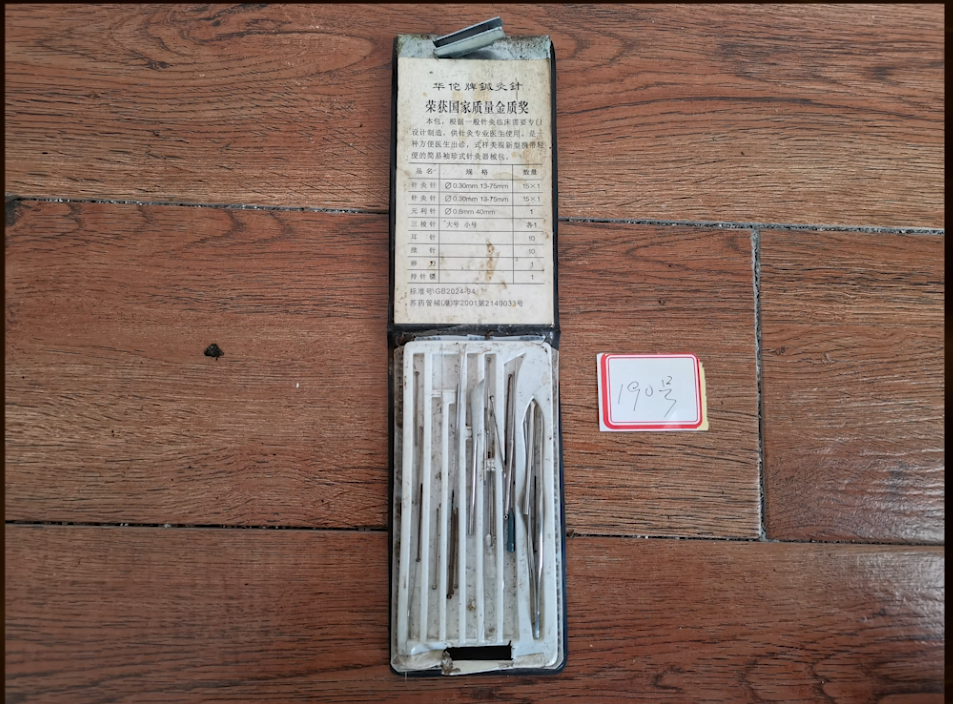 华佗牌鍼灸针
荣获国家质量金质奖
本包，根据一般针灸临床需要专门
设计制造，供针灸专业医生使用，是一
种方便医生出诊，式样美观新型携带轻
便的简易袖珍式针灸器械包。
品名 规格 数量
针灸针 ∅ 0.30mm 13-75mm 15×1
针灸针 ∅ 0.38mm 13-75mm 15×1
元利针 ∅ 0.8mm 40mm 1
三棱针 大号 小号 各1
耳针 10
揿针 10
镊 1
持针镊 1
标准号:GB2024-94
苏药管械(准)字2001第2149033号
190号